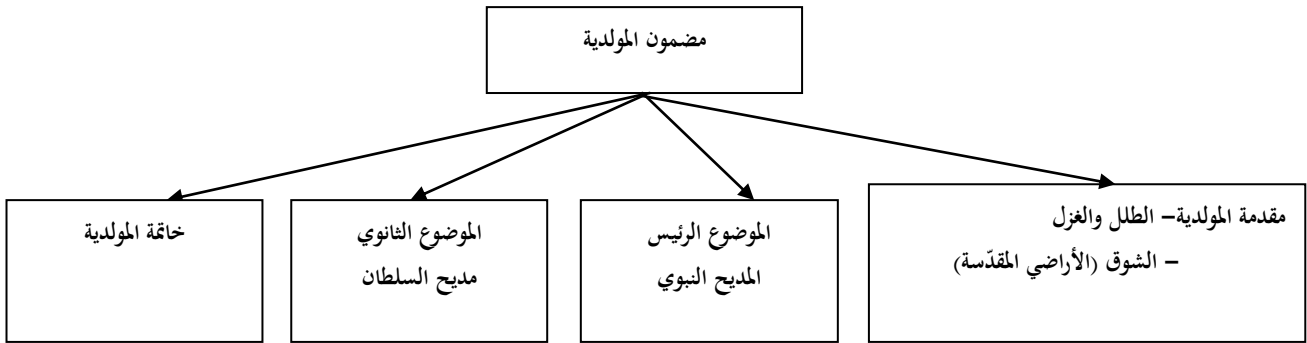 مضمون المولدية
مقدمة المولدية– الطلل والغزل
– الشوق (الأراضي المقدّسة)
الموضوع الرئيس
المديح النبوي
الموضوع الثانوي
مديح السلطان
خاتمة المولدية